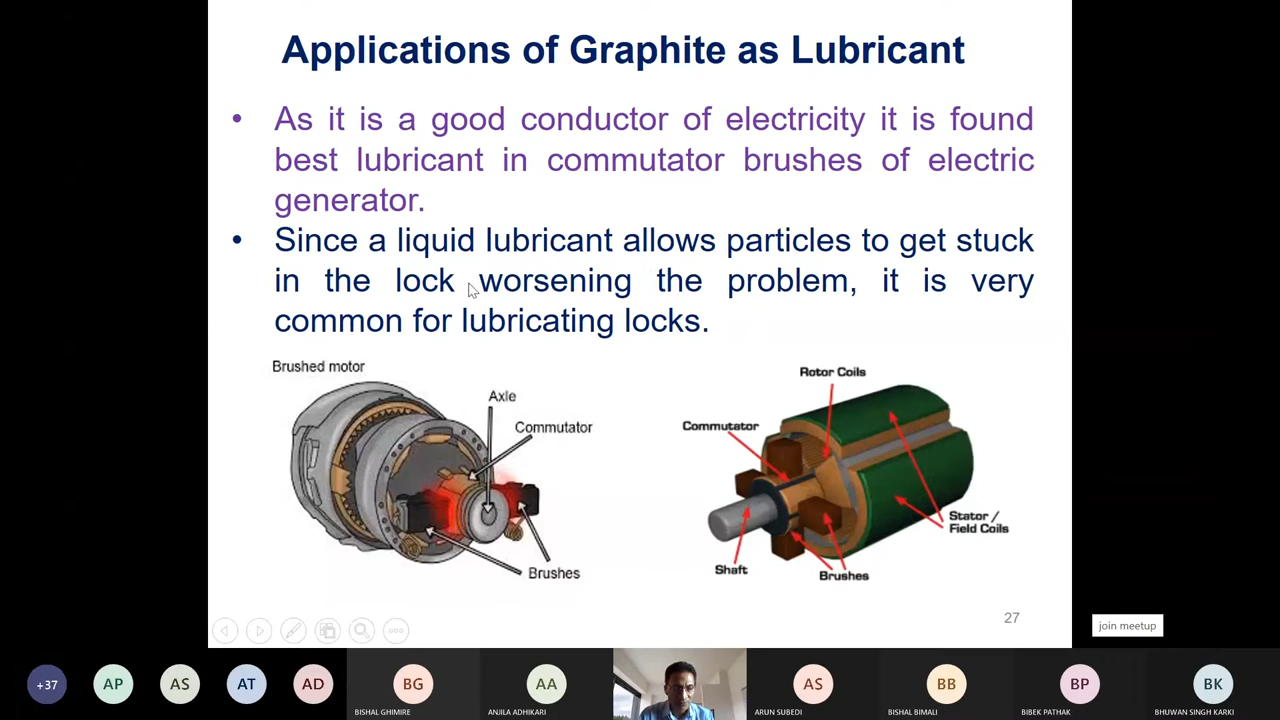 Applications of Graphite as Lubricant
• As it is a good conductor of electricity it is found
best lubricant in commutator brushes of electric
generator.
• Since a liquid lubricant allows particles to get stuck
in the lock worsening the problem, it is very
common for lubricating locks.
Brushed motor
Axle
Commutator
Brushes
Rotor Coils
Commutator
Stator /
Field Coils
Shaft
Brushes
27
join meetup
+37
AP
AS
AT
AD
BG
BISHAL GHIMIRE
AA
ANJILA ADHIKARI
AS
ARUN SUBEDI
BB
BISHAL BIMALI
BP
BIBEK PATHAK
BK
BHUWAN SINGH KARKI